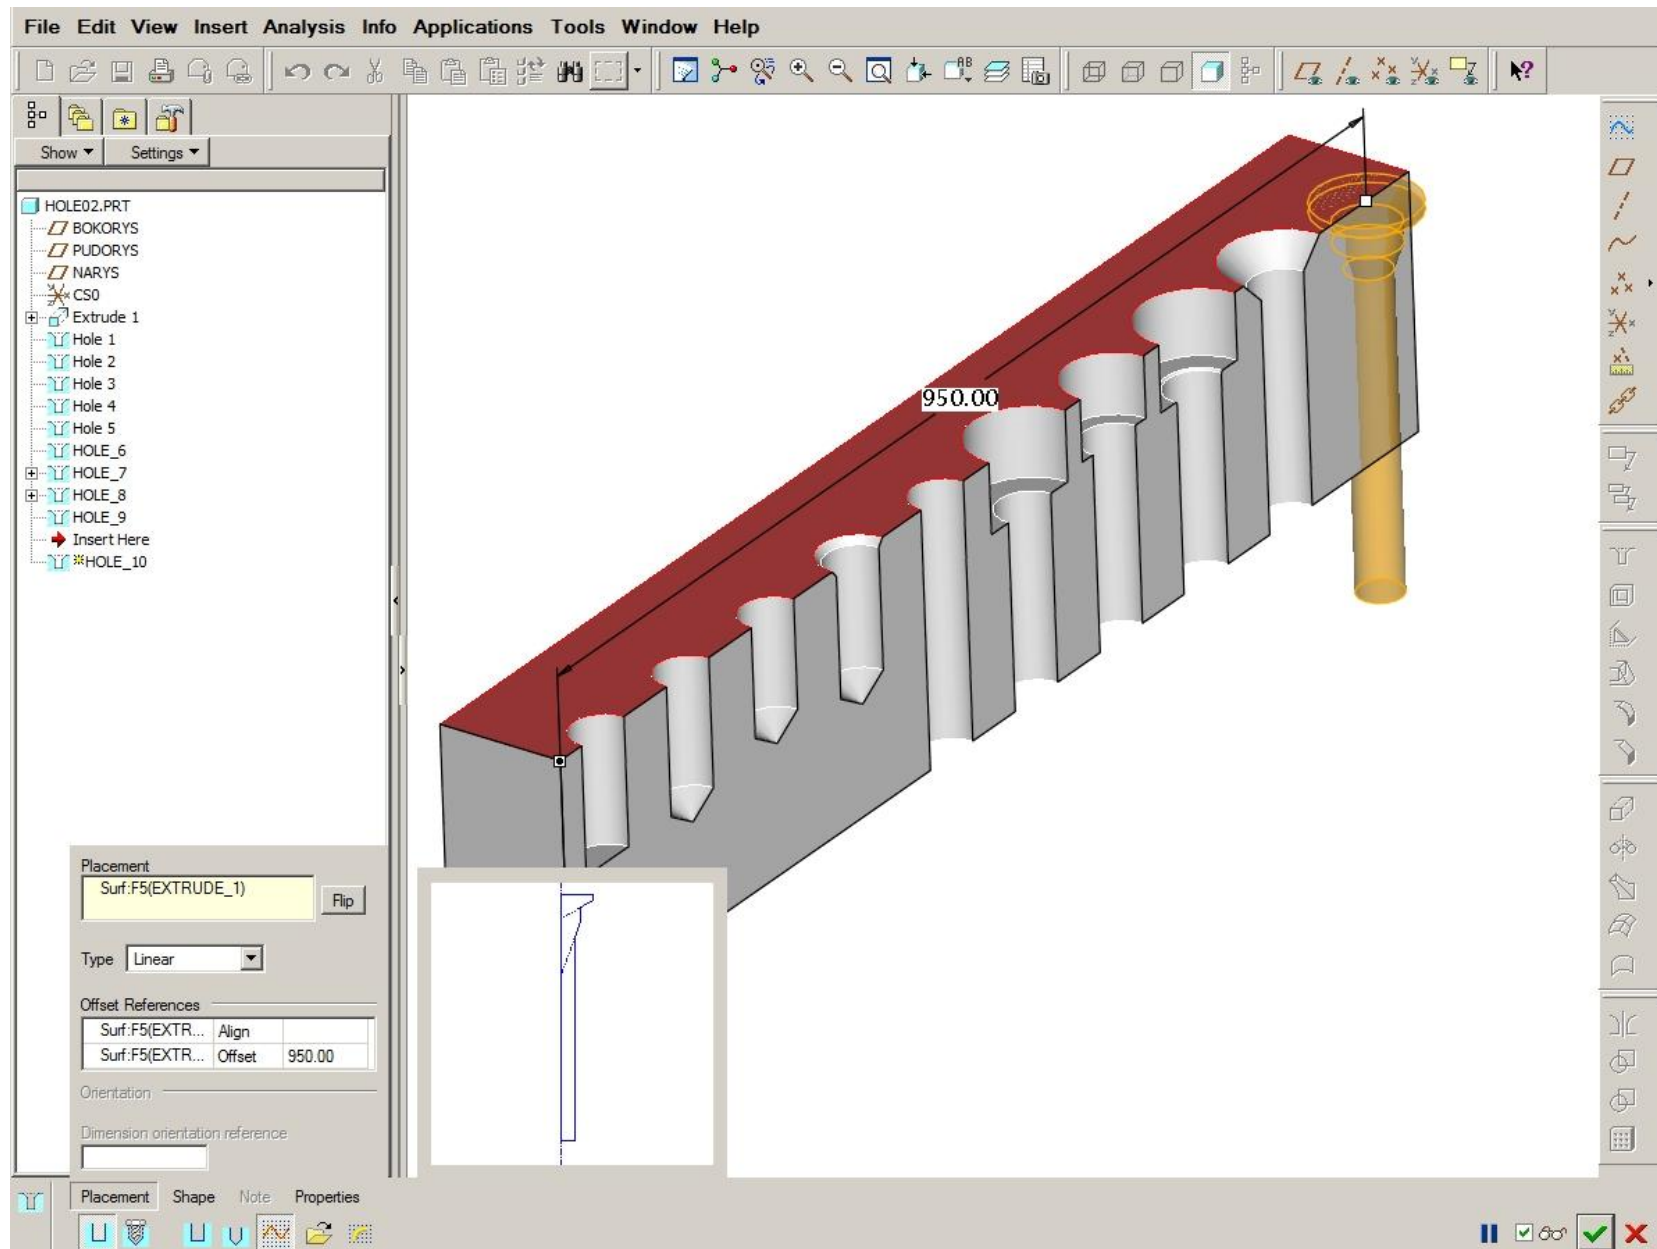 File Edit View Insert Analysis Info Applications Tools Window Help
Show Settings
HOLE02.PRT
BOKORYS
PUDORYS
NARYS
CS0
Extrude 1
Hole 1
Hole 2
Hole 3
Hole 4
Hole 5
HOLE_6
HOLE_7
HOLE_8
HOLE_9
Insert Here
HOLE_10
950.00
Placement
Surf:F5(EXTRUDE_1)
Flip
Type Linear
Offset References
Surf:F5(EXTR... Align
Surf:F5(EXTR... Offset 950.00
Orientation
Dimension orientation reference
Placement Shape Note Properties